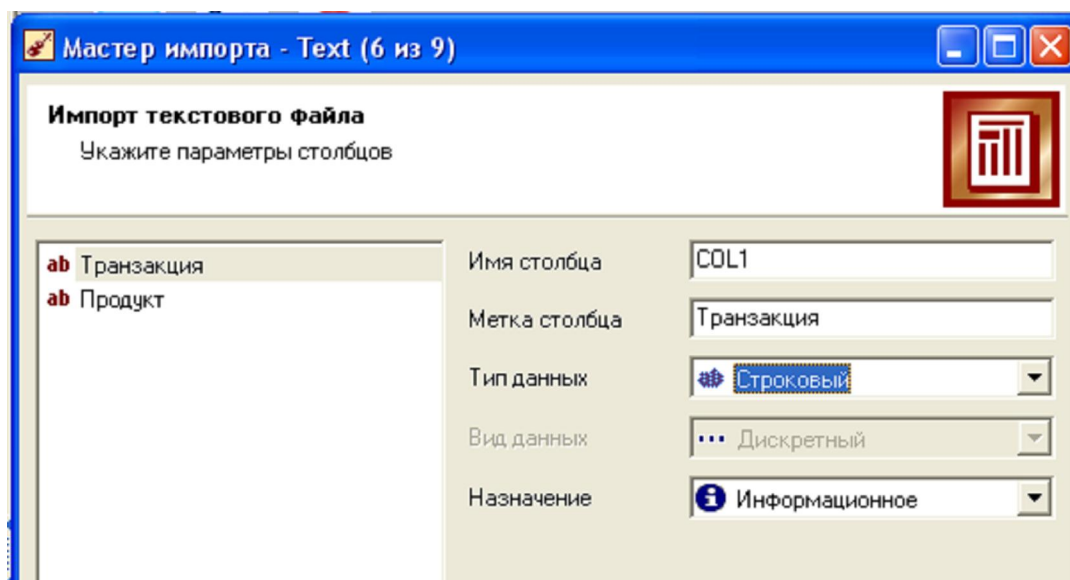 Мастер импорта - Text (6 из 9)
Импорт текстового файла
Укажите параметры столбцов
ab Транзакция
ab Продукт
Имя столбца COL1
Метка столбца Транзакция
Тип данных ab Строковый
Вид данных ... Дискретный
Назначение i Информационное